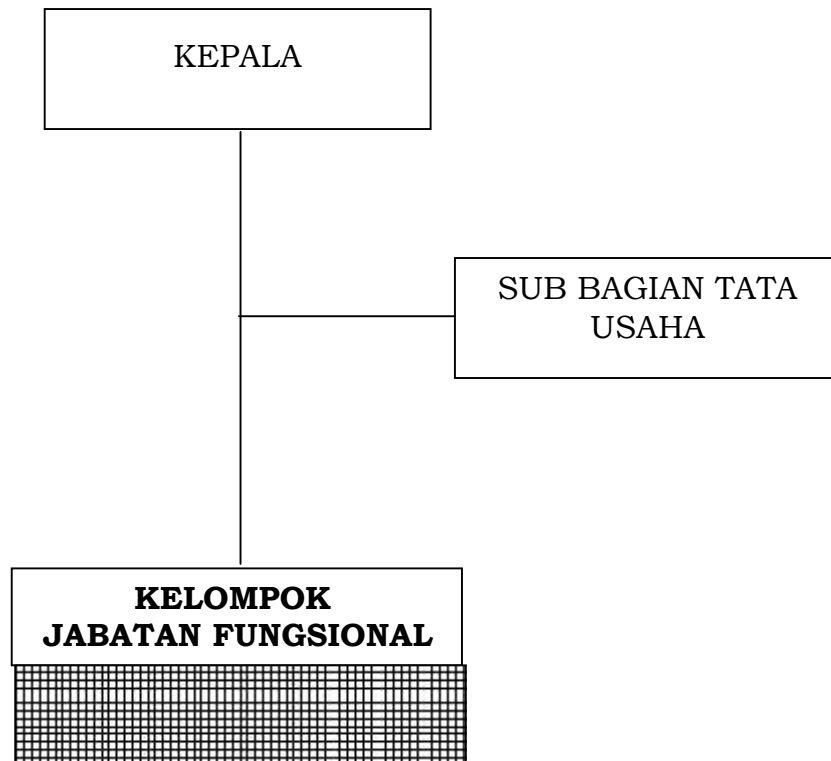 KEPALA
SUB BAGIAN TATA
USAHA
KELOMPOK
JABATAN FUNGSIONAL